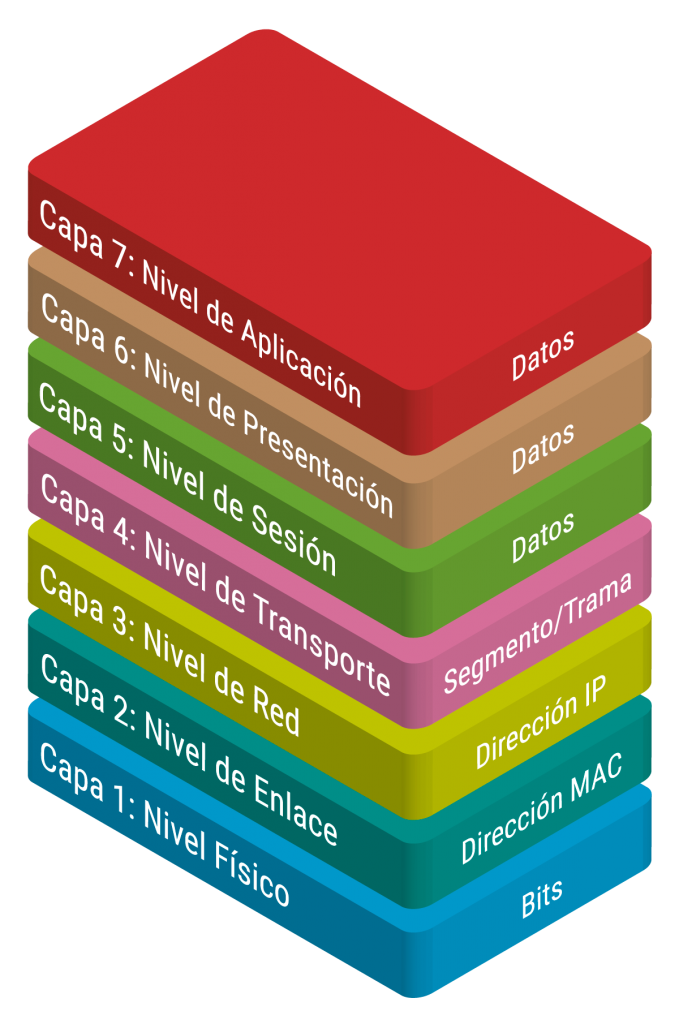 Capa 7: Nivel de Aplicación
Datos
Capa 6: Nivel de Presentación
Datos
Capa 5: Nivel de Sesión
Datos
Capa 4: Nivel de Transporte
Segmento/Trama
Capa 3: Nivel de Red
Dirección IP
Capa 2: Nivel de Enlace
Dirección MAC
Capa 1: Nivel Físico
Bits